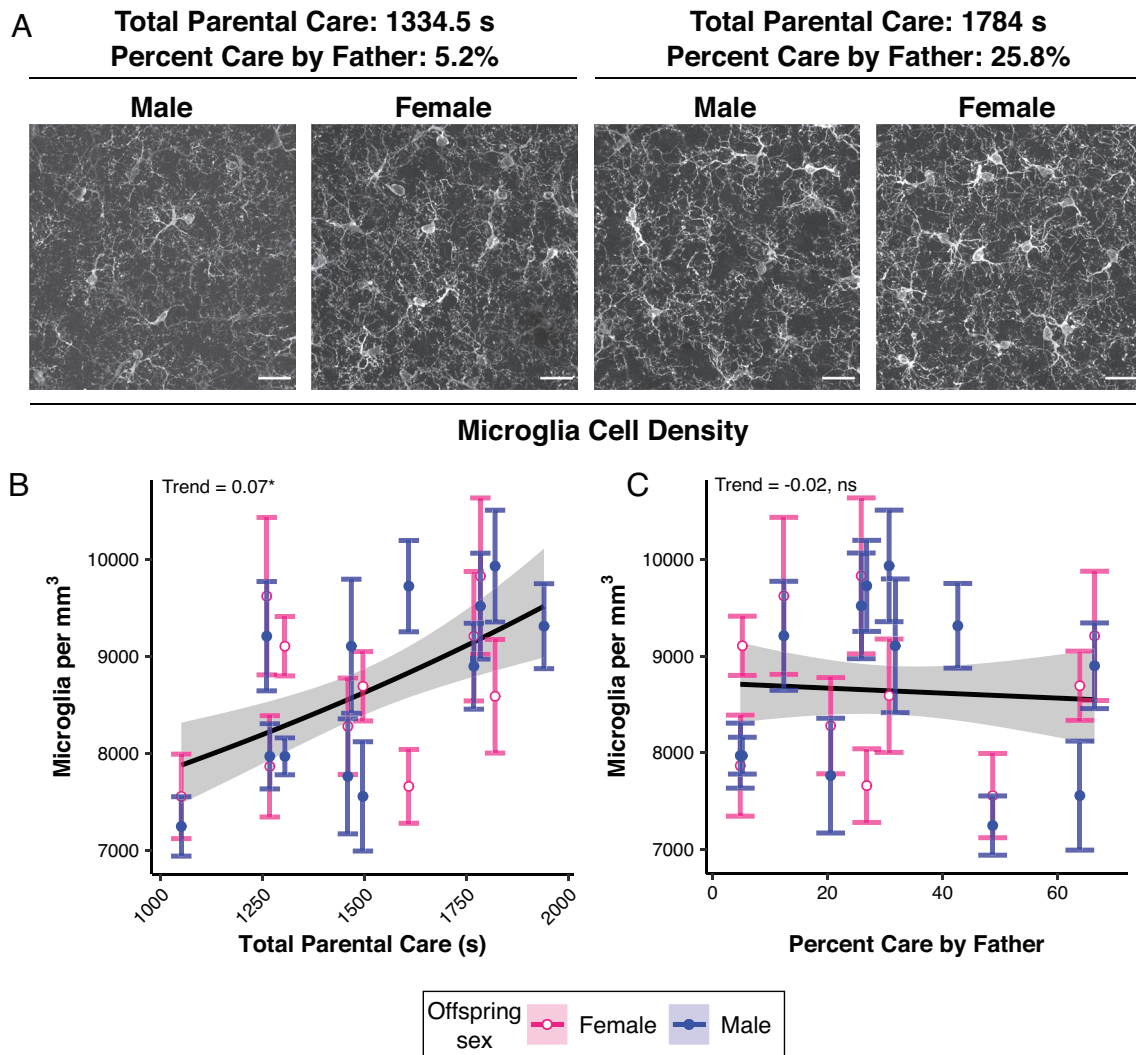 A
Total Parental Care: 1334.5 s
Percent Care by Father: 5.2%
Total Parental Care: 1784 s
Percent Care by Father: 25.8%
Male
Female
Male
Female
Microglia Cell Density
B
Trend = 0.07*
Microglia per mm³
10000
9000
8000
7000
1000
1250
1500
1750
2000
Total Parental Care (s)
C
Trend = -0.02, ns
Microglia per mm³
10000
9000
8000
7000
0
20
40
60
Percent Care by Father
Offspring
sex
Female
Male